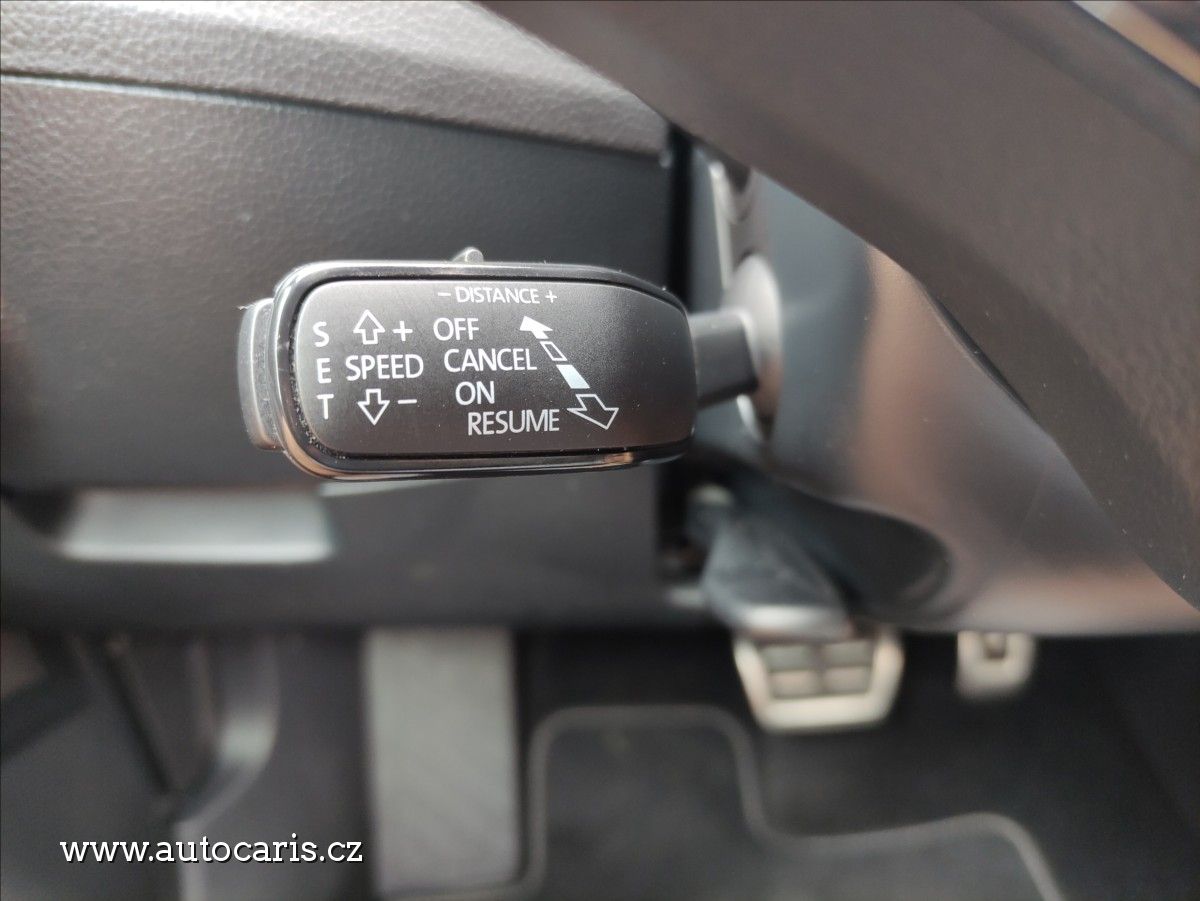 – DISTANCE +
S + OFF
E SPEED CANCEL
T – ON
RESUME
www.autocaris.cz